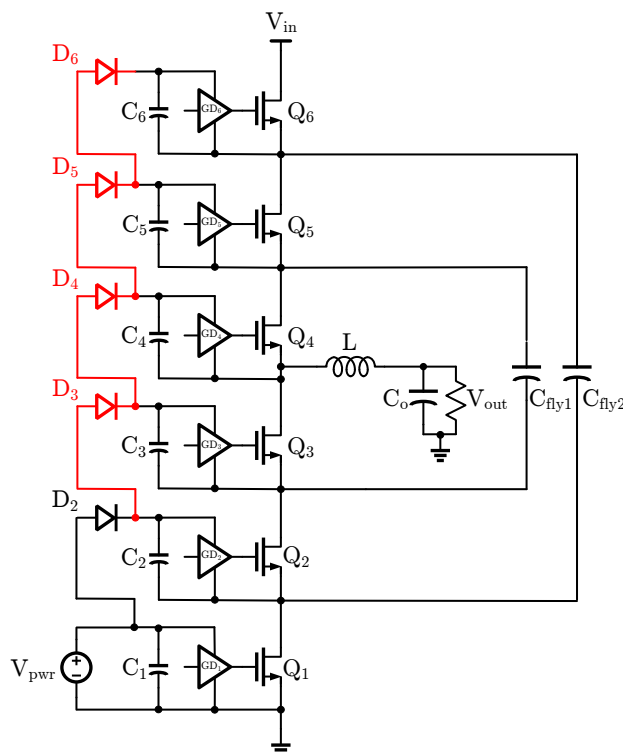 V_in
D_6
C_6
GD_6
Q_6
D_5
C_5
GD_5
Q_5
D_4
C_4
GD_4
Q_4
L
C_o
V_out
C_fly1
C_fly2
D_3
C_3
GD_3
Q_3
D_2
C_2
GD_2
Q_2
V_pwr
C_1
GD_1
Q_1